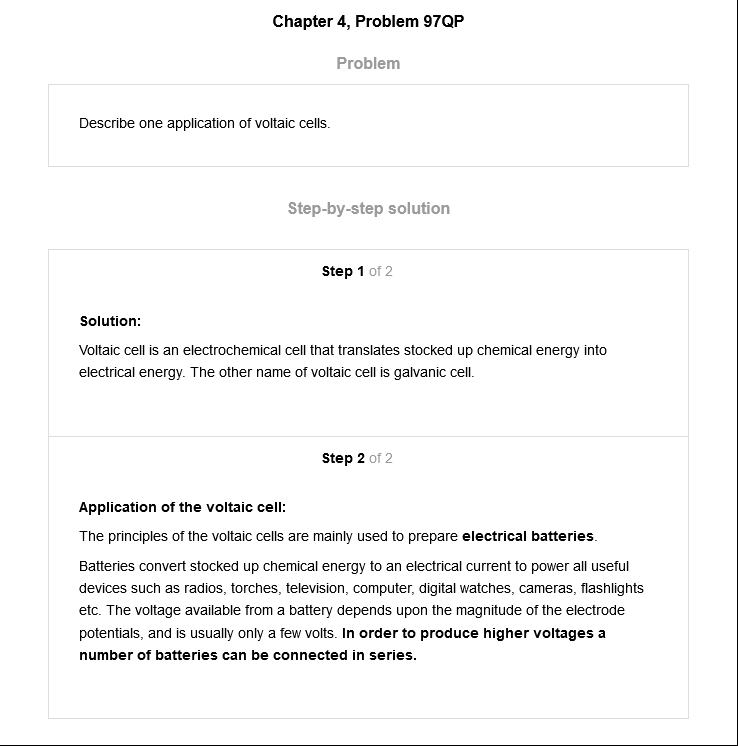 Chapter 4, Problem 97QP
Problem
Describe one application of voltaic cells.
Step-by-step solution
Step 1 of 2
Solution:
Voltaic cell is an electrochemical cell that translates stocked up chemical energy into
electrical energy. The other name of voltaic cell is galvanic cell.
Step 2 of 2
Application of the voltaic cell:
The principles of the voltaic cells are mainly used to prepare electrical batteries.
Batteries convert stocked up chemical energy to an electrical current to power all useful
devices such as radios, torches, television, computer, digital watches, cameras, flashlights
etc. The voltage available from a battery depends upon the magnitude of the electrode
potentials, and is usually only a few volts. In order to produce higher voltages a
number of batteries can be connected in series.